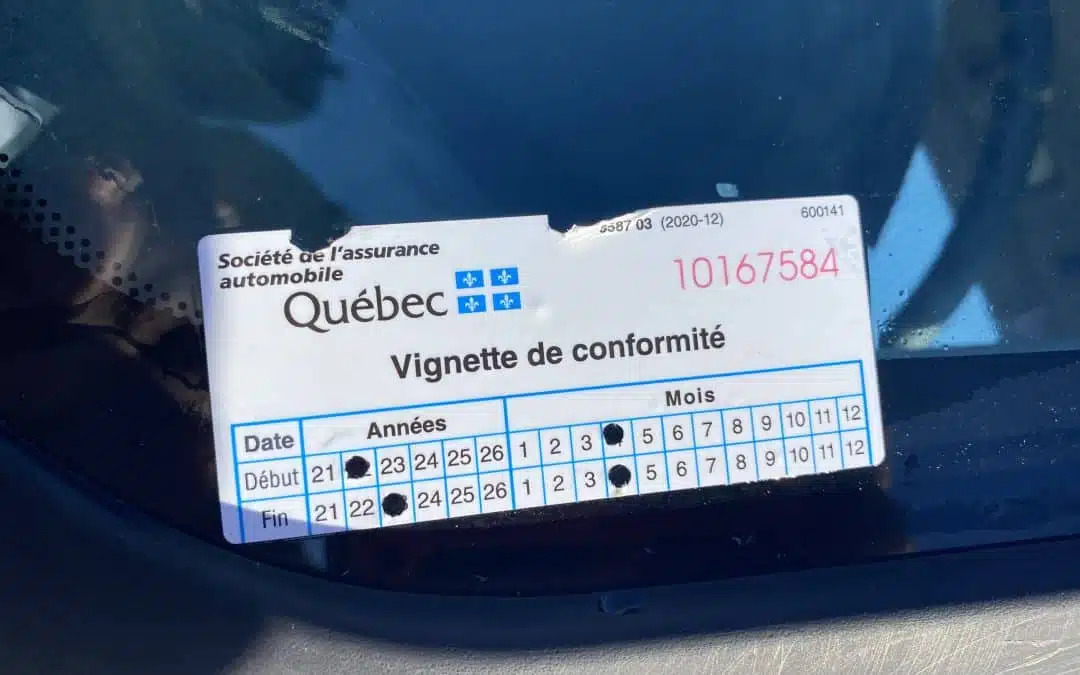 Société de l'assurance
automobile
Québec
5587 03 (2020-12)
600141
10167584
Vignette de conformité
Date Années Mois
Début 21 23 24 25 26 1 2 3 5 6 7 8 9 10 11 12
Fin 21 22 24 25 26 1 2 3 5 6 7 8 9 10 11 12